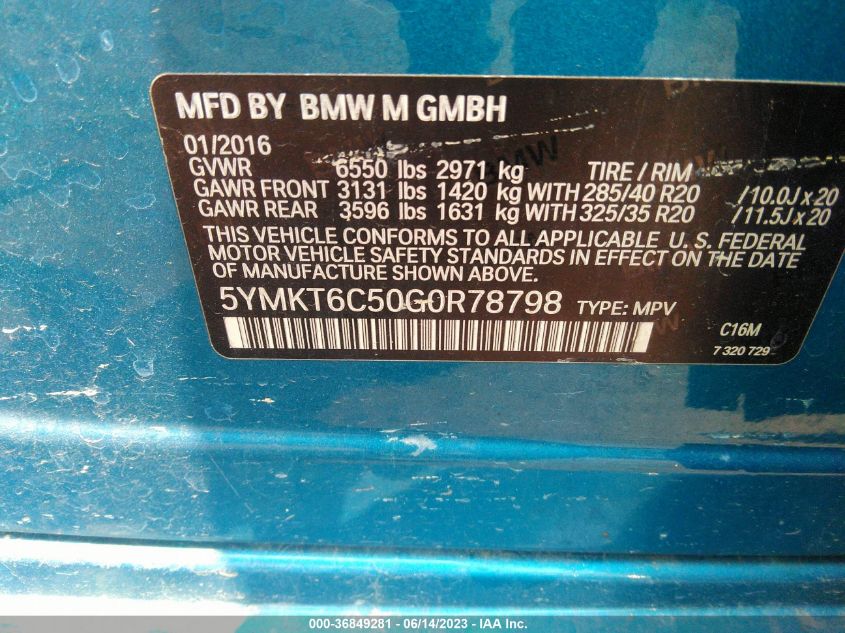 MFD BY BMW M GMBH
01/2016
GVWR 6550 lbs 2971 kg TIRE / RIM
GAWR FRONT 3131 lbs 1420 kg WITH 285/40 R20 /10.0J x 20
GAWR REAR 3596 lbs 1631 kg WITH 325/35 R20 /11.5J x 20
THIS VEHICLE CONFORMS TO ALL APPLICABLE U. S. FEDERAL
MOTOR VEHICLE SAFETY STANDARDS IN EFFECT ON THE DATE
OF MANUFACTURE SHOWN ABOVE.
5YMKT6C50G0R78798 TYPE: MPV
C16M
7 320 729
000-36849281 - 06/14/2023 - IAA Inc.